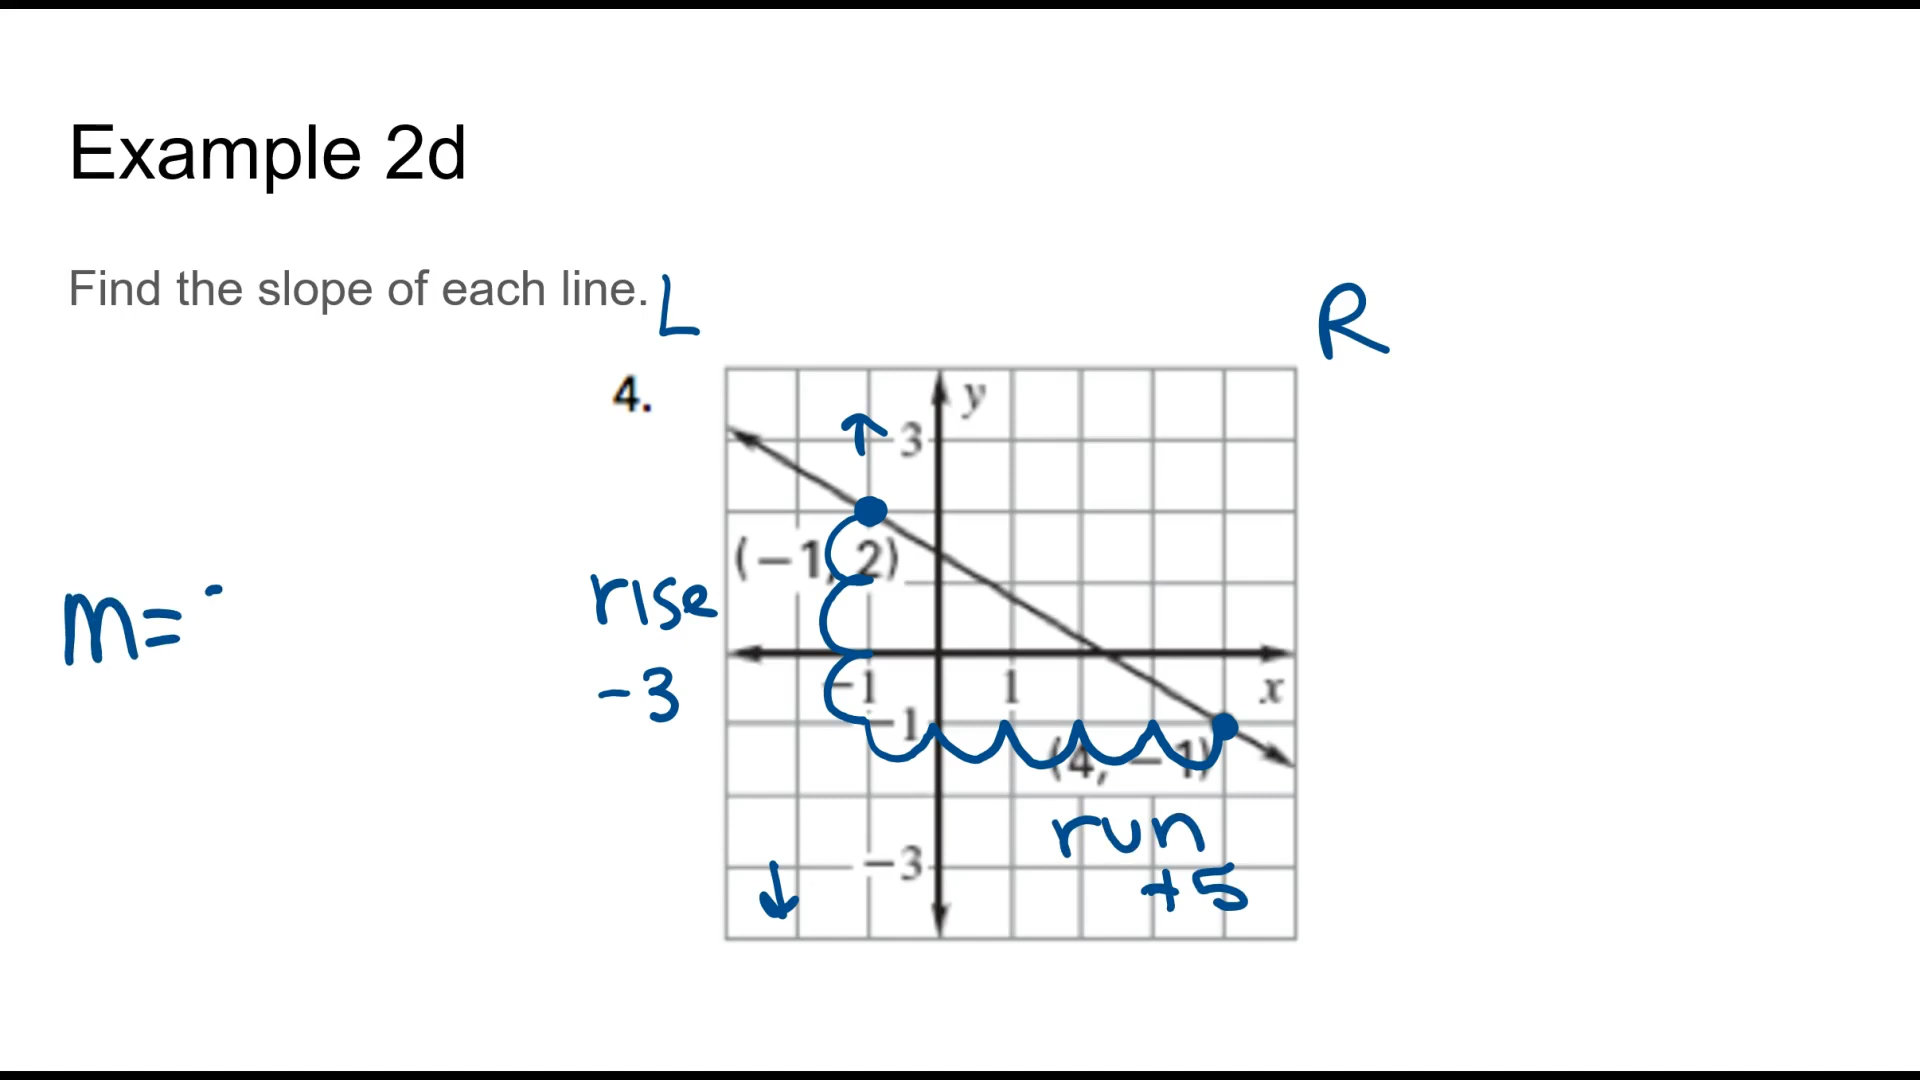 Example 2d
Find the slope of each line.
L
R
4.
y
3
(−1, 2)
rise
m= -
-3
−1
1
x
−1
(4, −1)
run
−3
+5